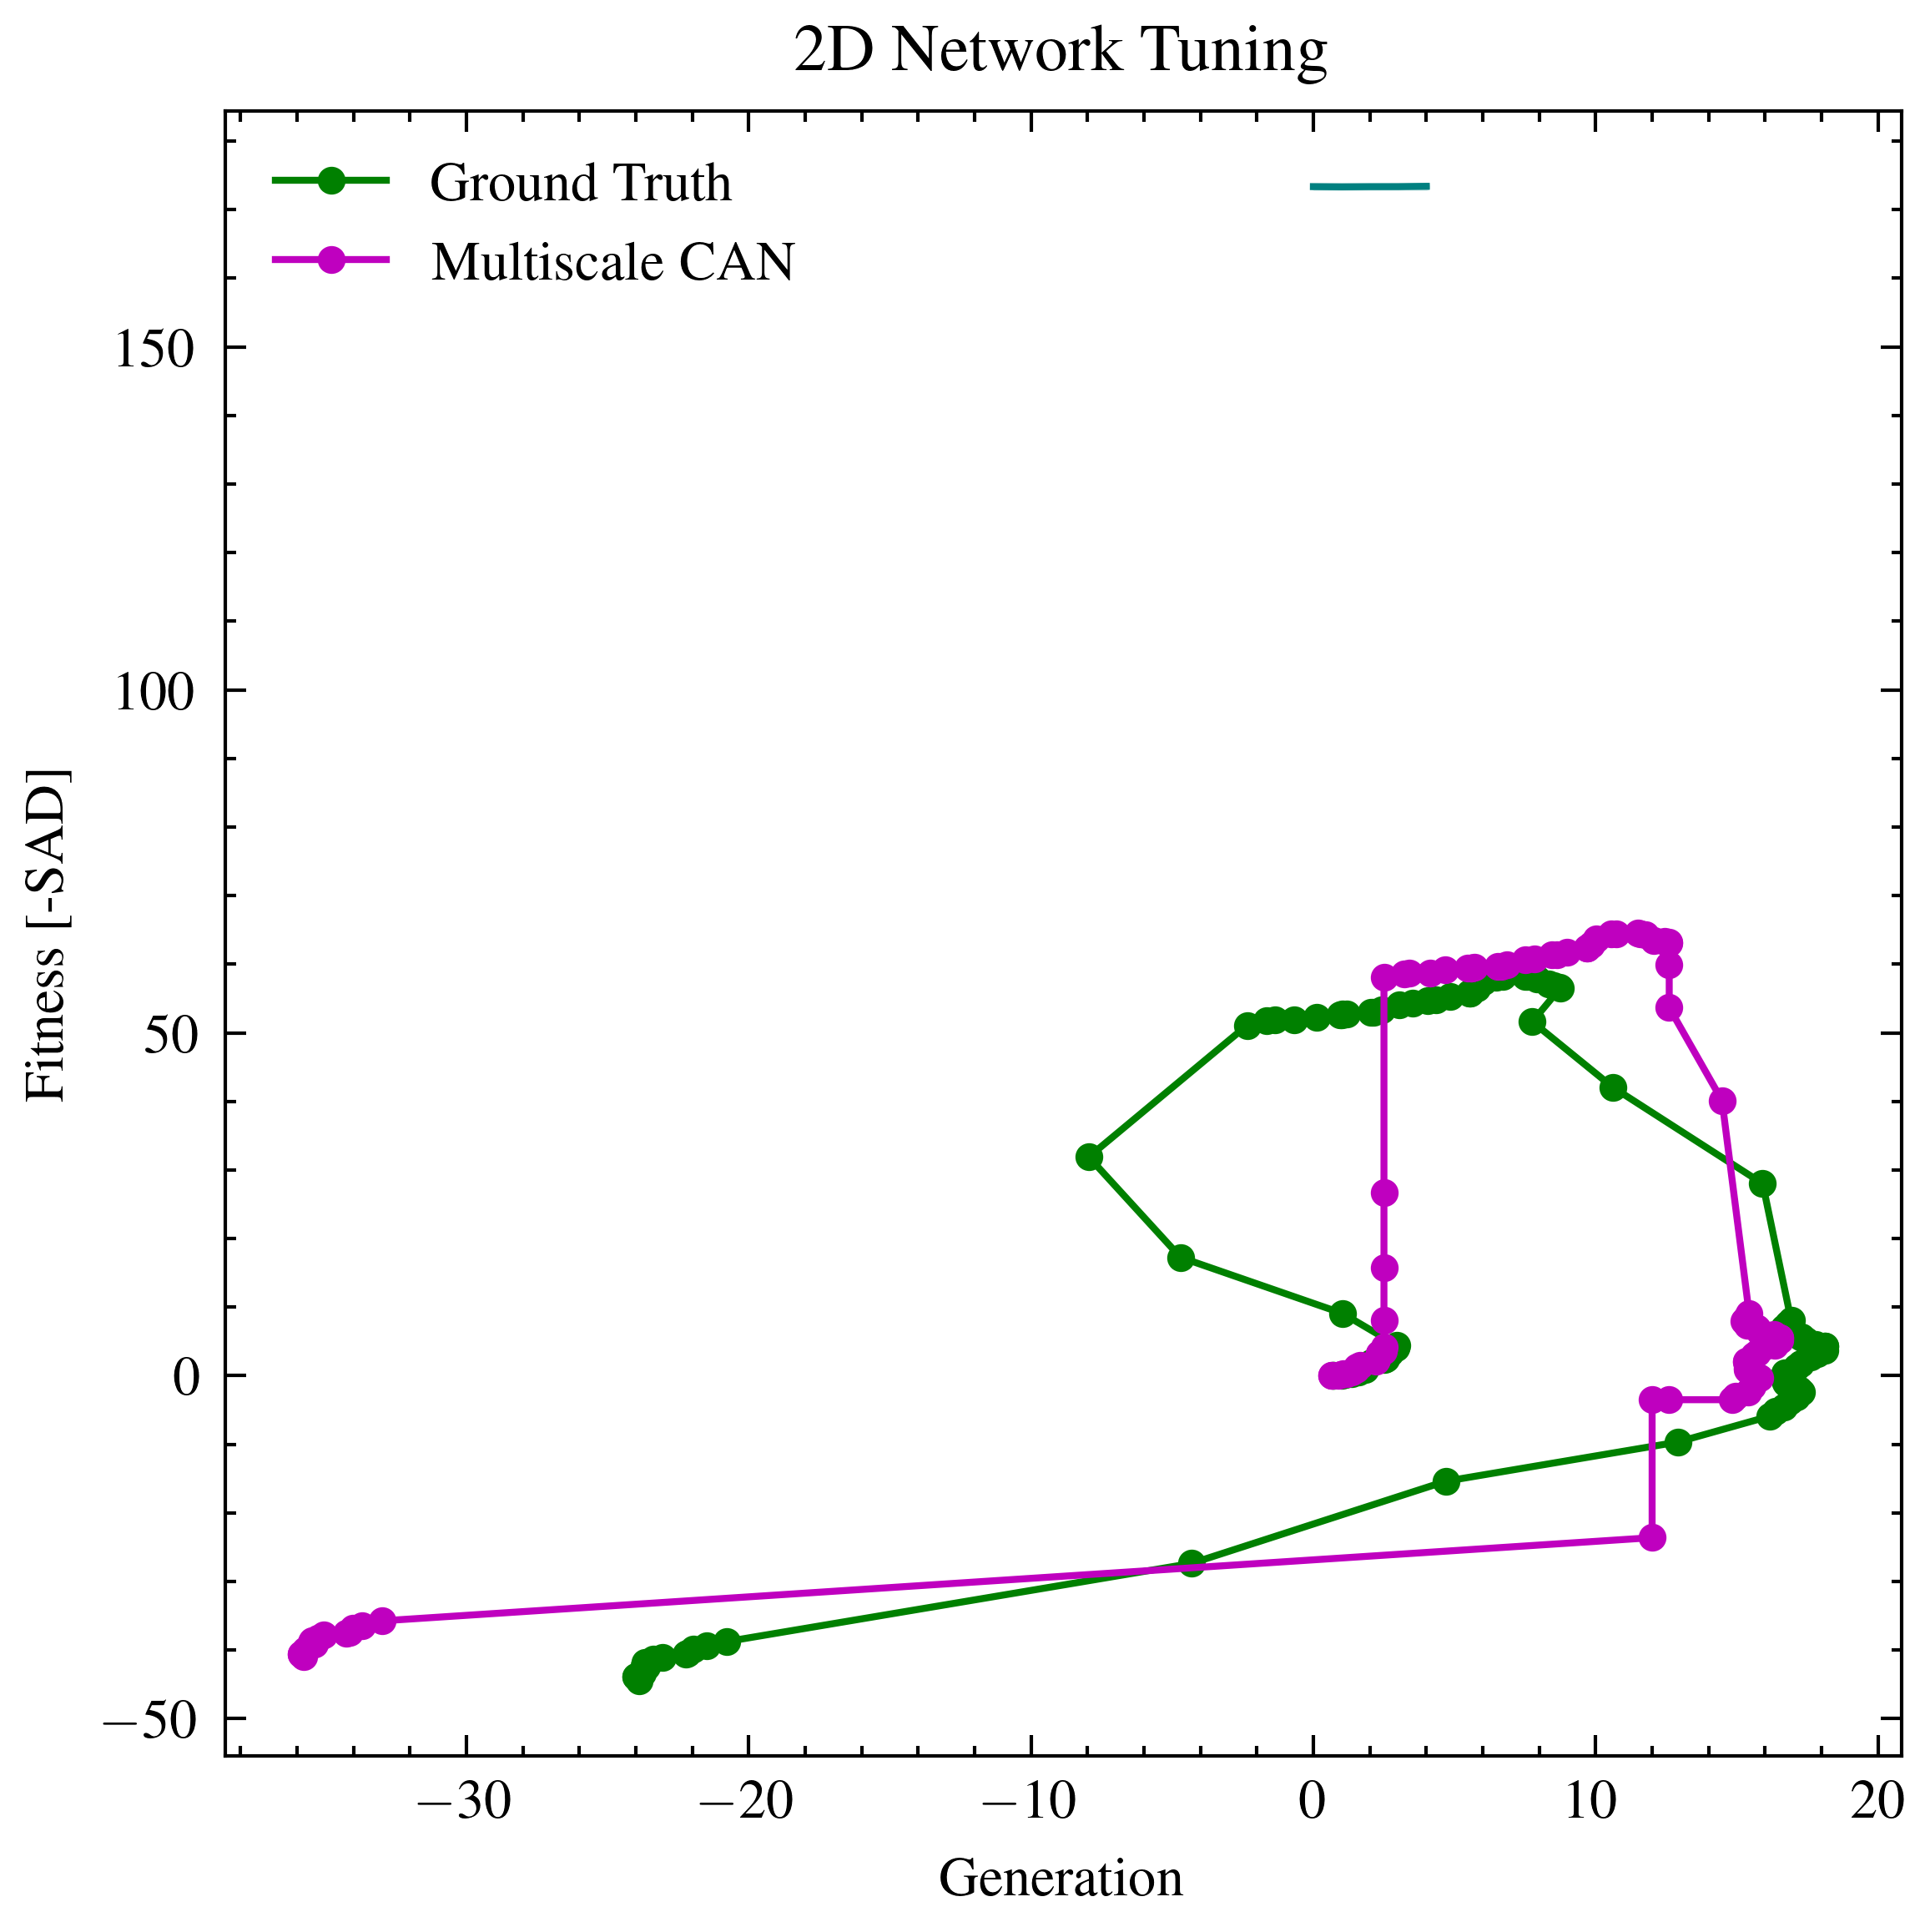 2D Network Tuning
Ground Truth
Multiscale CAN
150
100
50
0
−50
Fitness [-SAD]
−30 −20 −10 0 10 20
Generation